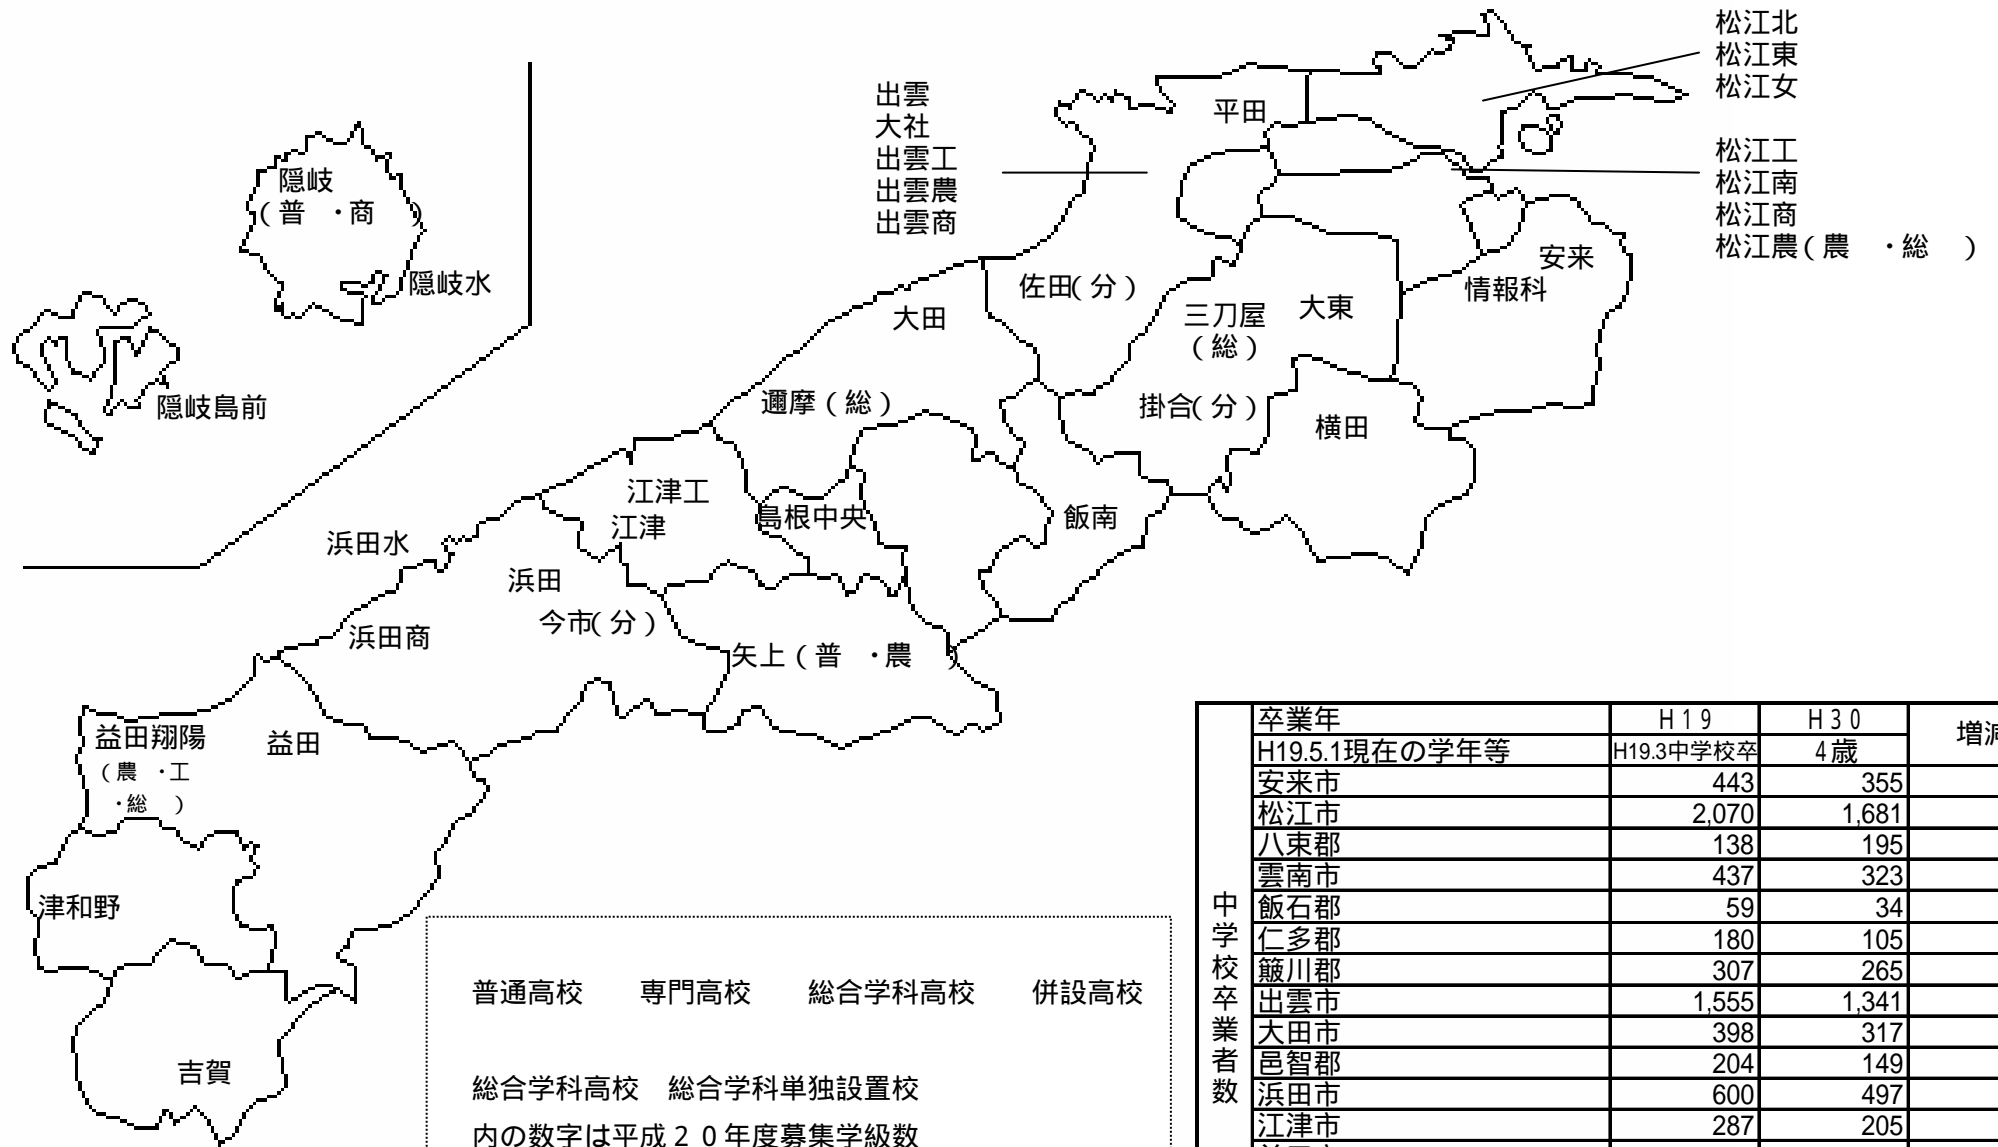 松江北
松江東
松江女
出雲
大社
出雲工
出雲農
出雲商
平田
松江工
松江南
松江商
松江農(農 ・総 )
隠岐
(普 ・商 )
隠岐水
隠岐島前
安来
情報科
佐田(分)
大田
三刀屋
(総)
大東
邇摩(総)
掛合(分)
横田
江津工
江津
島根中央
飯南
浜田水
浜田
今市(分)
浜田商
矢上(普 ・農 )
益田翔陽
(農 ・工
・総 )
益田
津和野
吉賀
普通高校 専門高校 総合学科高校 併設高校
総合学科高校 総合学科単独設置校
内の数字は平成20年度募集学級数
中学校卒業者数
卒業年 H19 H30 増減
H19.5.1現在の学年等 H19.3中学校卒 4歳
安来市 443 355
松江市 2,070 1,681
八束郡 138 195
雲南市 437 323
飯石郡 59 34
仁多郡 180 105
簸川郡 307 265
出雲市 1,555 1,341
大田市 398 317
邑智郡 204 149
浜田市 600 497
江津市 287 205